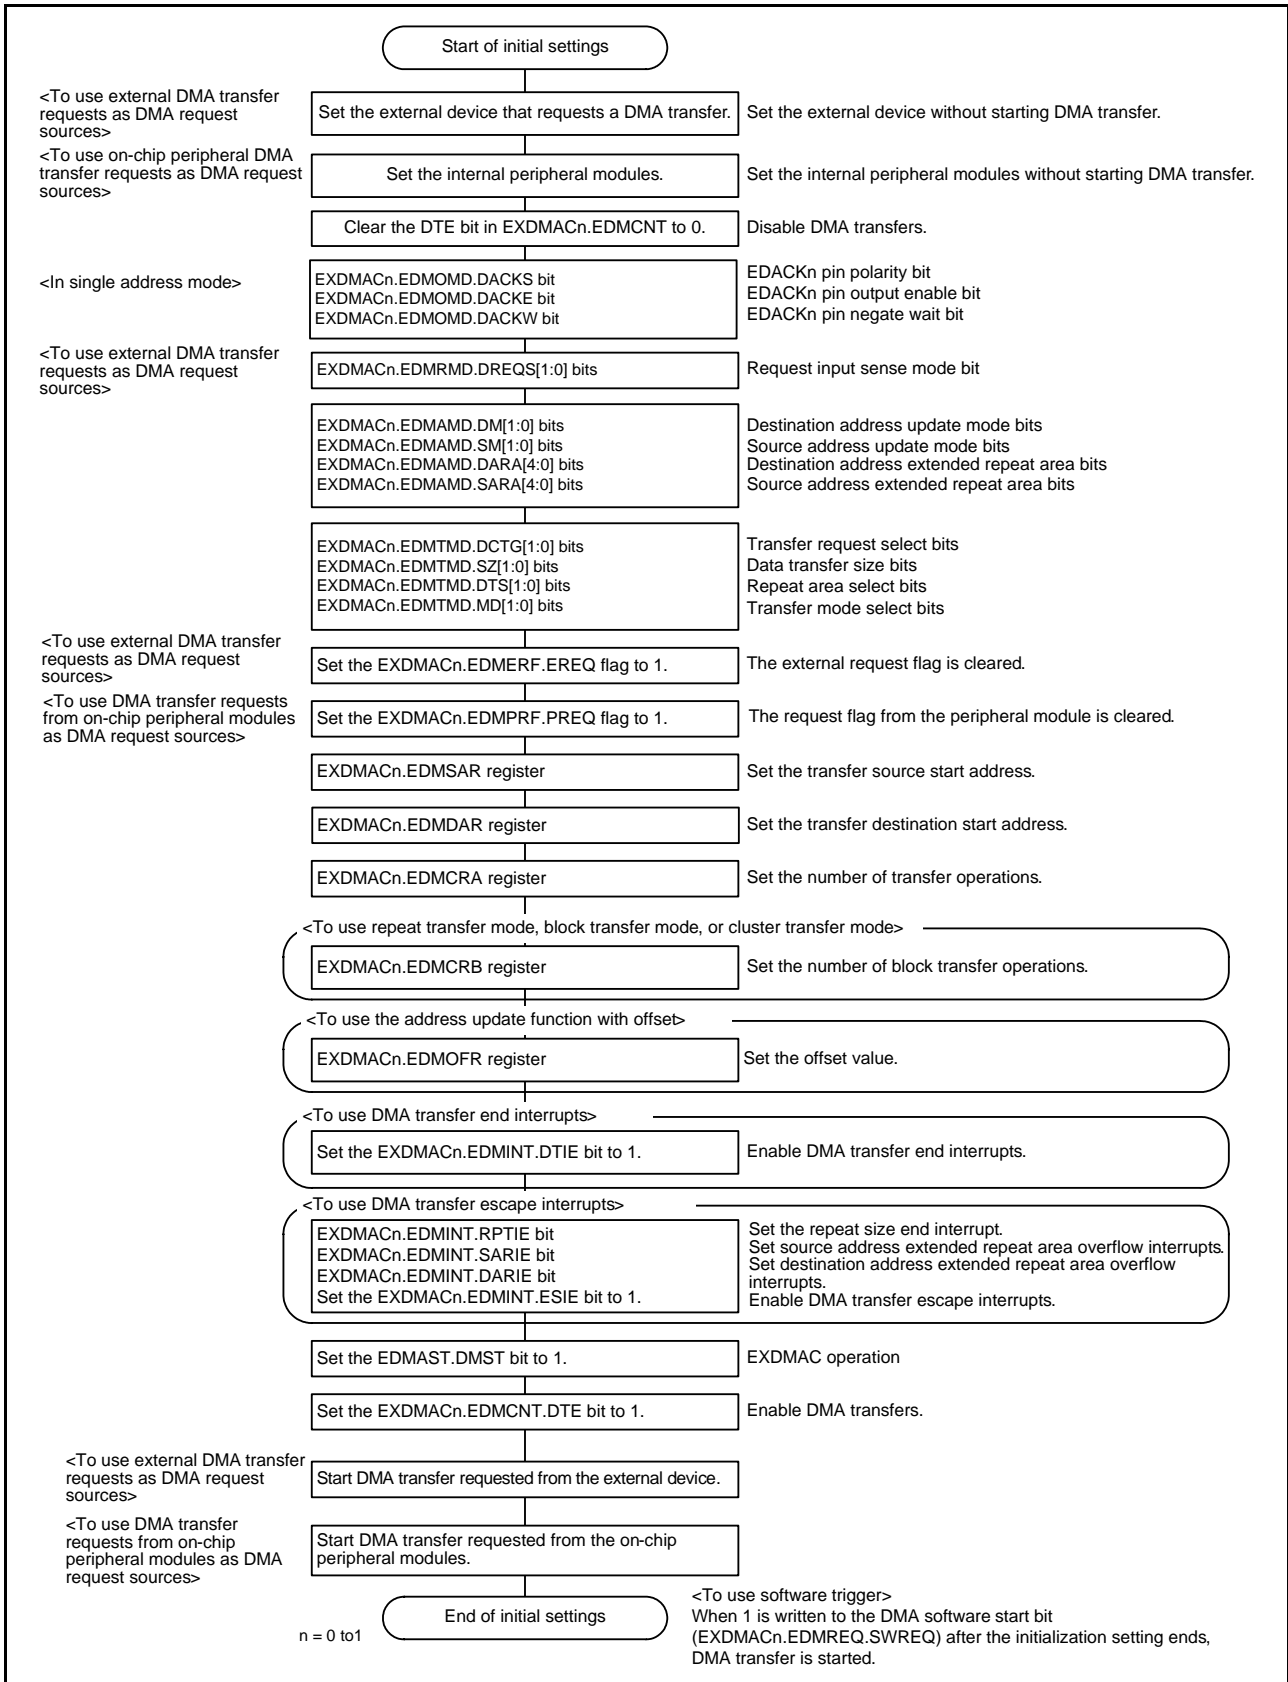 Start of initial settings
<To use external DMA transfer
requests as DMA request
sources>
Set the external device that requests a DMA transfer.
Set the external device without starting DMA transfer.
<To use on-chip peripheral DMA
transfer requests as DMA request
sources>
Set the internal peripheral modules.
Set the internal peripheral modules without starting DMA transfer.
Clear the DTE bit in EXDMACn.EDMCNT to 0.
Disable DMA transfers.
<In single address mode>
EXDMACn.EDMOMD.DACKS bit
EXDMACn.EDMOMD.DACKE bit
EXDMACn.EDMOMD.DACKW bit
EDACKn pin polarity bit
EDACKn pin output enable bit
EDACKn pin negate wait bit
<To use external DMA transfer
requests as DMA request
sources>
EXDMACn.EDMRMD.DREQS[1:0] bits
Request input sense mode bit
EXDMACn.EDMAMD.DM[1:0] bits
EXDMACn.EDMAMD.SM[1:0] bits
EXDMACn.EDMAMD.DARA[4:0] bits
EXDMACn.EDMAMD.SARA[4:0] bits
Destination address update mode bits
Source address update mode bits
Destination address extended repeat area bits
Source address extended repeat area bits
EXDMACn.EDMTMD.DCTG[1:0] bits
EXDMACn.EDMTMD.SZ[1:0] bits
EXDMACn.EDMTMD.DTS[1:0] bits
EXDMACn.EDMTMD.MD[1:0] bits
Transfer request select bits
Data transfer size bits
Repeat area select bits
Transfer mode select bits
<To use external DMA transfer
requests as DMA request
sources>
Set the EXDMACn.EDMERF.EREQ flag to 1.
The external request flag is cleared.
<To use DMA transfer requests
from on-chip peripheral modules
as DMA request sources>
Set the EXDMACn.EDMPRF.PREQ flag to 1.
The request flag from the peripheral module is cleared.
EXDMACn.EDMSAR register
Set the transfer source start address.
EXDMACn.EDMDAR register
Set the transfer destination start address.
EXDMACn.EDMCRA register
Set the number of transfer operations.
<To use repeat transfer mode, block transfer mode, or cluster transfer mode>
EXDMACn.EDMCRB register
Set the number of block transfer operations.
<To use the address update function with offset>
EXDMACn.EDMOFR register
Set the offset value.
<To use DMA transfer end interrupts>
Set the EXDMACn.EDMINT.DTIE bit to 1.
Enable DMA transfer end interrupts.
<To use DMA transfer escape interrupts>
EXDMACn.EDMINT.RPTIE bit
EXDMACn.EDMINT.SARIE bit
EXDMACn.EDMINT.DARIE bit
Set the EXDMACn.EDMINT.ESIE bit to 1.
Set the repeat size end interrupt.
Set source address extended repeat area overflow interrupts.
Set destination address extended repeat area overflow
interrupts.
Enable DMA transfer escape interrupts.
Set the EDMAST.DMST bit to 1.
EXDMAC operation
Set the EXDMACn.EDMCNT.DTE bit to 1.
Enable DMA transfers.
<To use external DMA transfer
requests as DMA request
sources>
Start DMA transfer requested from the external device.
<To use DMA transfer
requests from on-chip
peripheral modules as DMA
request sources>
Start DMA transfer requested from the on-chip
peripheral modules.
End of initial settings
n = 0 to1
<To use software trigger>
When 1 is written to the DMA software start bit
(EXDMACn.EDMREQ.SWREQ) after the initialization setting ends,
DMA transfer is started.